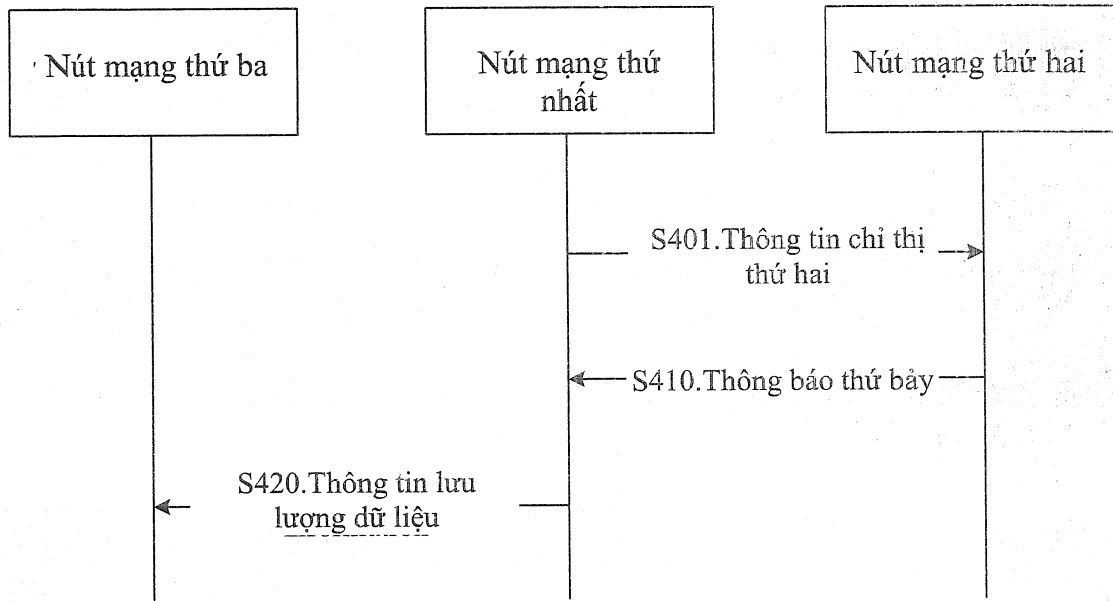 Nút mạng thứ ba
Nút mạng thứ
nhất
Nút mạng thứ hai
S401.Thông tin chỉ thị
thứ hai
S410.Thông báo thứ bảy
S420.Thông tin lưu
lượng dữ liệu